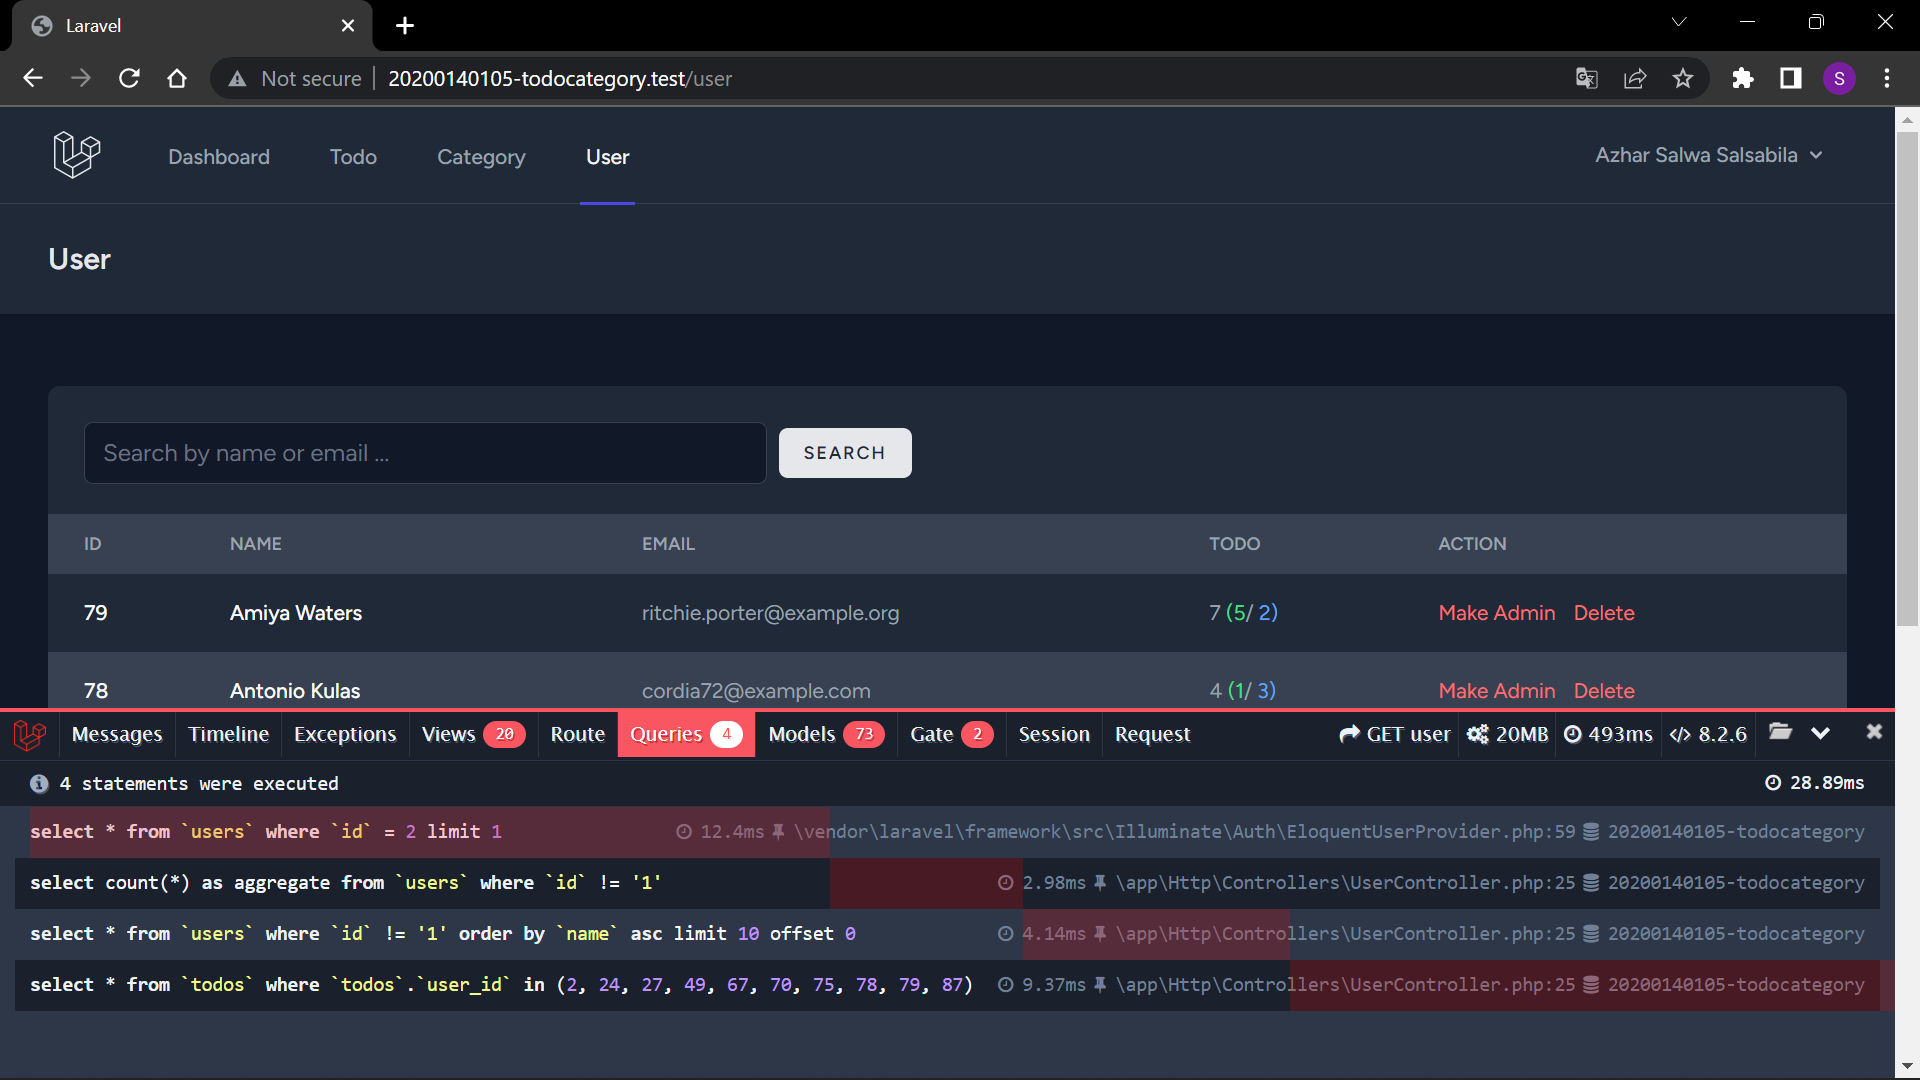 Laravel
Not secure 20200140105-todocategory.test/user S
Dashboard Todo Category User Azhar Salwa Salsabila
User
Search by name or email ... SEARCH
ID NAME EMAIL TODO ACTION
79 Amiya Waters ritchie.porter@example.org 7 (5/ 2) Make Admin Delete
78 Antonio Kulas cordia72@example.com 4 (1/ 3) Make Admin Delete
Messages Timeline Exceptions Views 20 Route Queries 4 Models 73 Gate 2 Session Request GET user 20MB 493ms </> 8.2.6
4 statements were executed 28.89ms
select * from `users` where `id` = 2 limit 1 12.4ms \vendor\laravel\framework\src\Illuminate\Auth\EloquentUserProvider.php:59 20200140105-todocategory
select count(*) as aggregate from `users` where `id` != '1' 2.98ms \app\Http\Controllers\UserController.php:25 20200140105-todocategory
select * from `users` where `id` != '1' order by `name` asc limit 10 offset 0 4.14ms \app\Http\Controllers\UserController.php:25 20200140105-todocategory
select * from `todos` where `todos`.`user_id` in (2, 24, 27, 49, 67, 70, 75, 78, 79, 87) 9.37ms \app\Http\Controllers\UserController.php:25 20200140105-todocategory